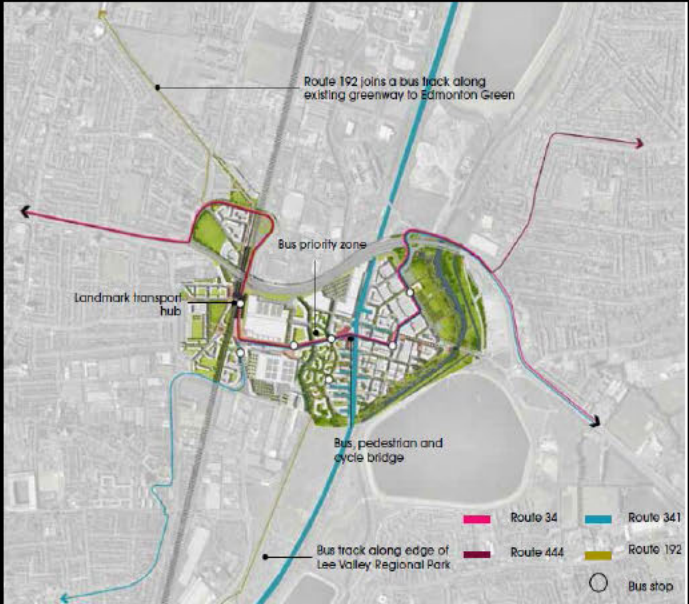 Route 192 joins a bus track along
existing greenway to Edmonton Green
Bus priority zone
Landmark transport
hub
Bus, pedestrian and
cycle bridge
Bus track along edge of
Lee Valley Regional Park
Route 34
Route 341
Route 444
Route 192
Bus stop